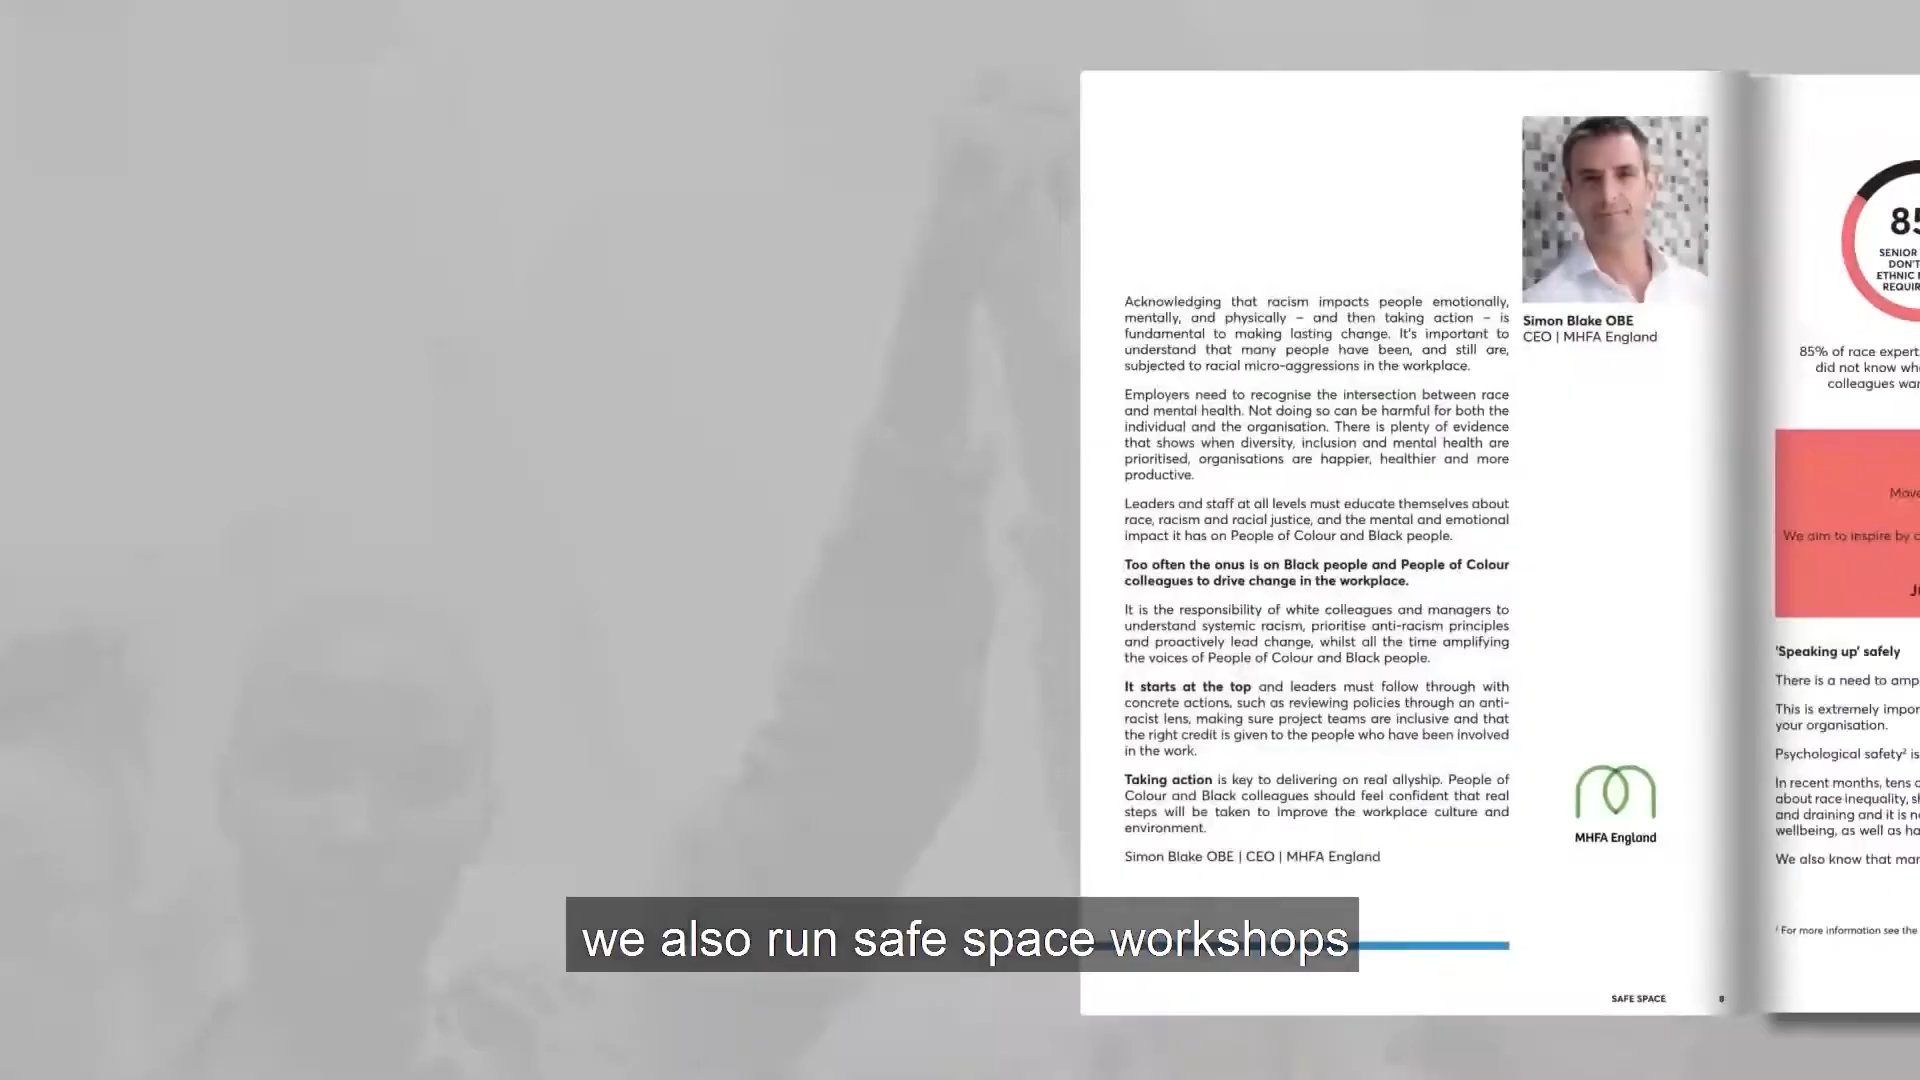 Simon Blake OBE
CEO | MHFA England
Acknowledging that racism impacts people emotionally,
mentally, and physically – and then taking action – is
fundamental to making lasting change. It's important to
understand that many people have been, and still are,
subjected to racial micro-aggressions in the workplace.
Employers need to recognise the intersection between race
and mental health. Not doing so can be harmful for both the
individual and the organisation. There is plenty of evidence
that shows when diversity, inclusion and mental health are
prioritised, organisations are happier, healthier and more
productive.
Leaders and staff at all levels must educate themselves about
race, racism and racial justice, and the mental and emotional
impact it has on People of Colour and Black people.
Too often the onus is on Black people and People of Colour
colleagues to drive change in the workplace.
It is the responsibility of white colleagues and managers to
understand systemic racism, prioritise anti-racism principles
and proactively lead change, whilst all the time amplifying
the voices of People of Colour and Black people.
It starts at the top and leaders must follow through with
concrete actions, such as reviewing policies through an anti-
racist lens, making sure project teams are inclusive and that
the right credit is given to the people who have been involved
in the work.
Taking action is key to delivering on real allyship. People of
Colour and Black colleagues should feel confident that real
steps will be taken to improve the workplace culture and
environment.
Simon Blake OBE | CEO | MHFA England
MHFA England
SAFE SPACE 8
SENIOR
DON'T
ETHNIC
85% of race
did not know
colleagues
We aim to inspire by
'Speaking up' safely
There is a need to
This is extremely
your organisation.
Psychological safety² is
In recent months, tens
about race inequality,
and draining and it is
wellbeing, as well as
We also know that
For more information see the
we also run safe space workshops